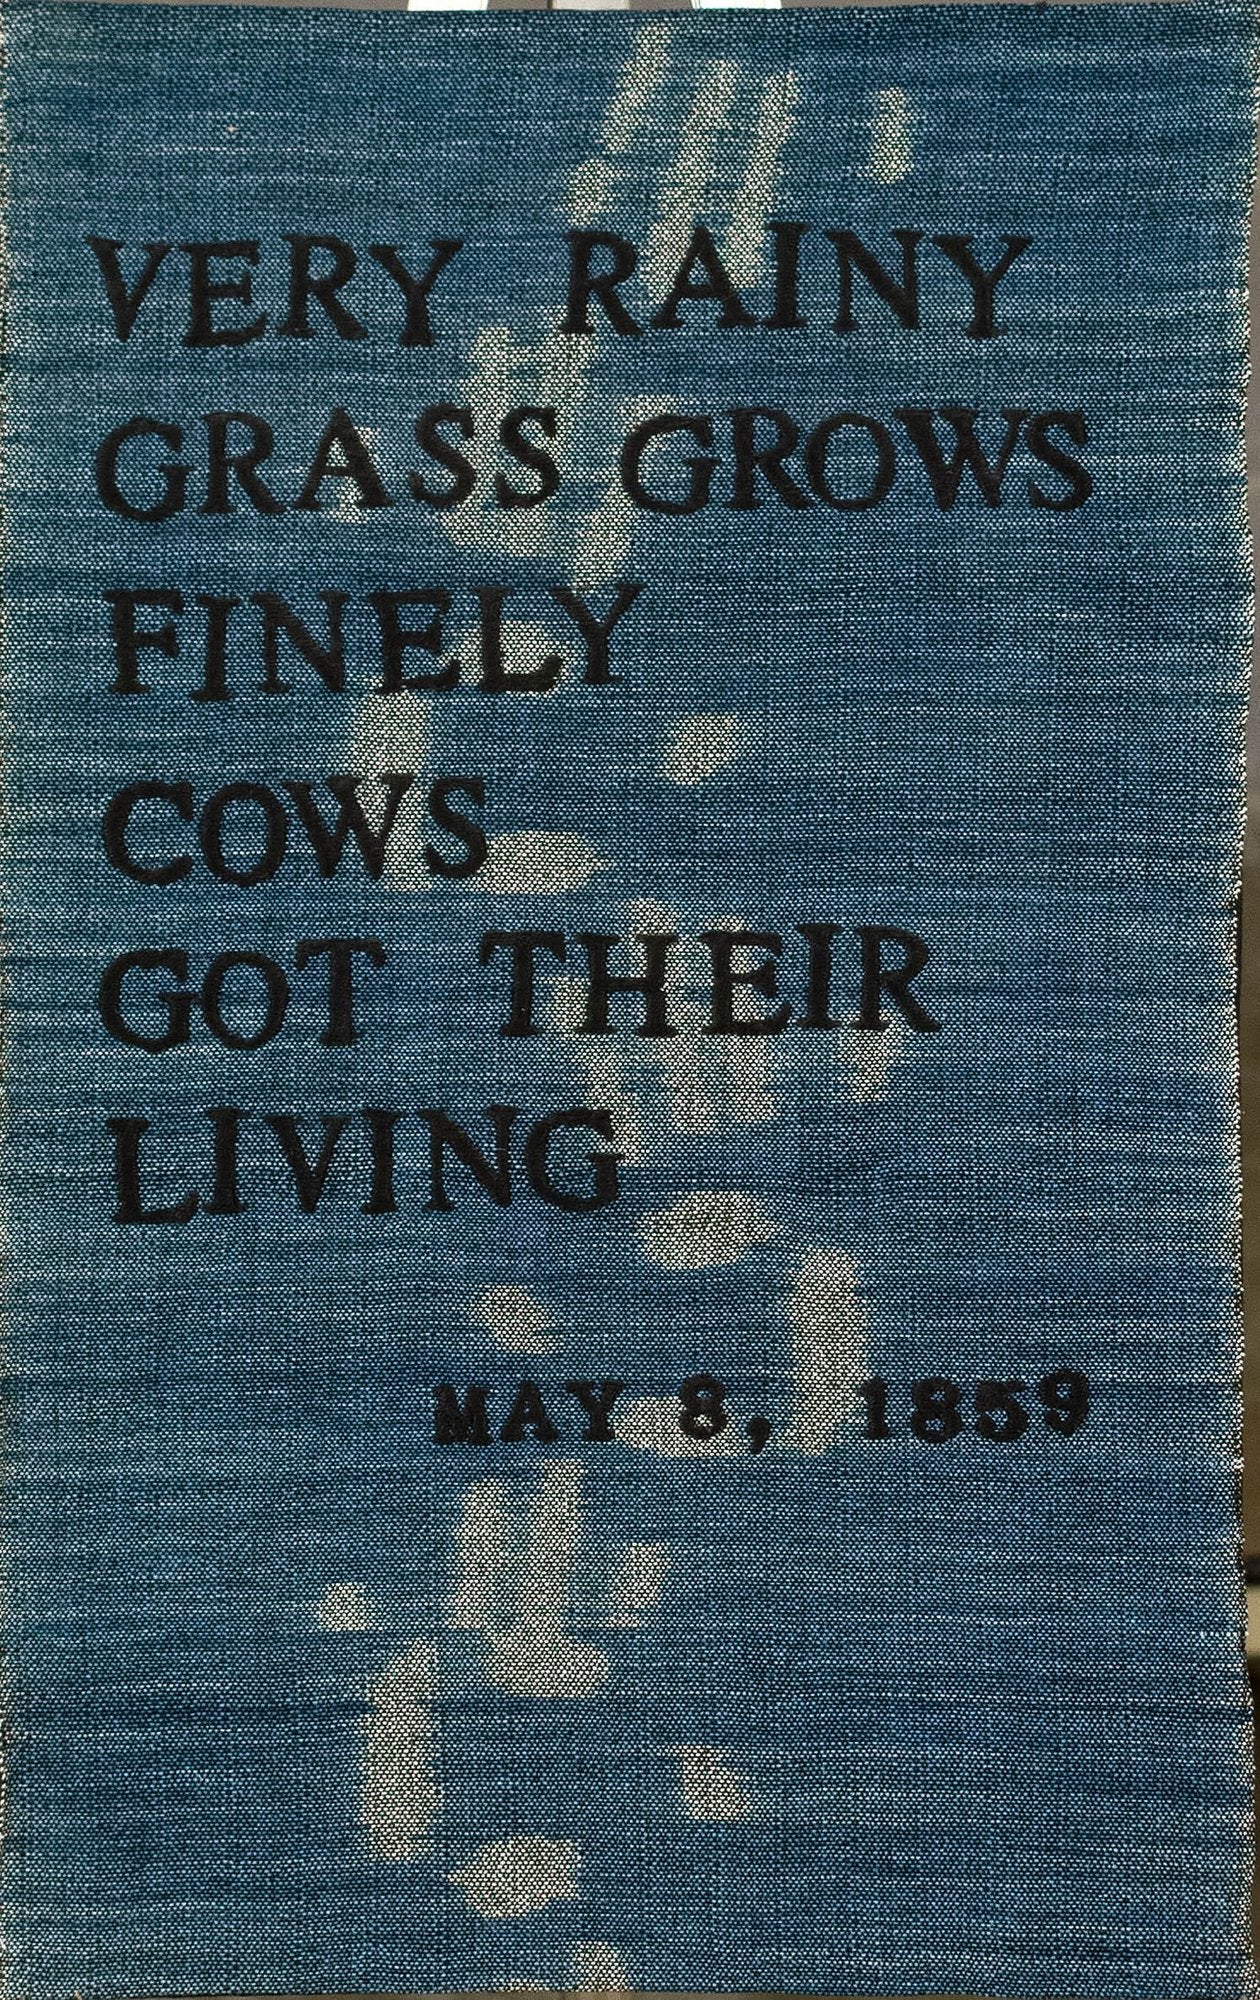 VERY RAINY
GRASS GROWS
FINELY
COWS
GOT THEIR
LIVING
MAY 8, 1859